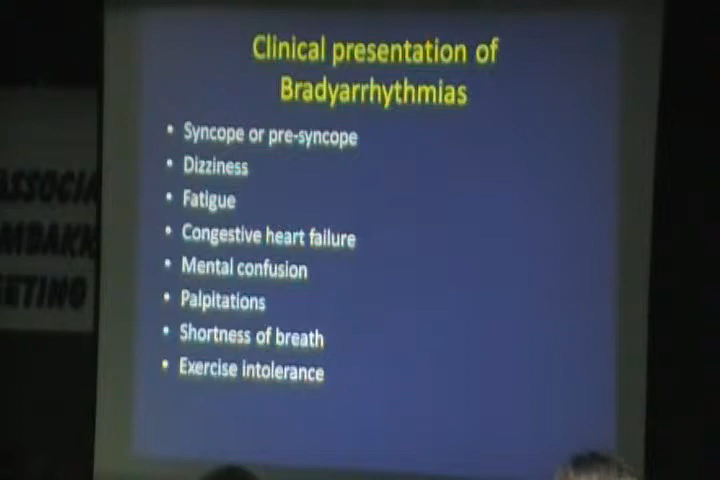 Clinical presentation of
Bradyarrhythmias
• Syncope or pre-syncope
• Dizziness
• Fatigue
• Congestive heart failure
• Mental confusion
• Palpitations
• Shortness of breath
• Exercise intolerance